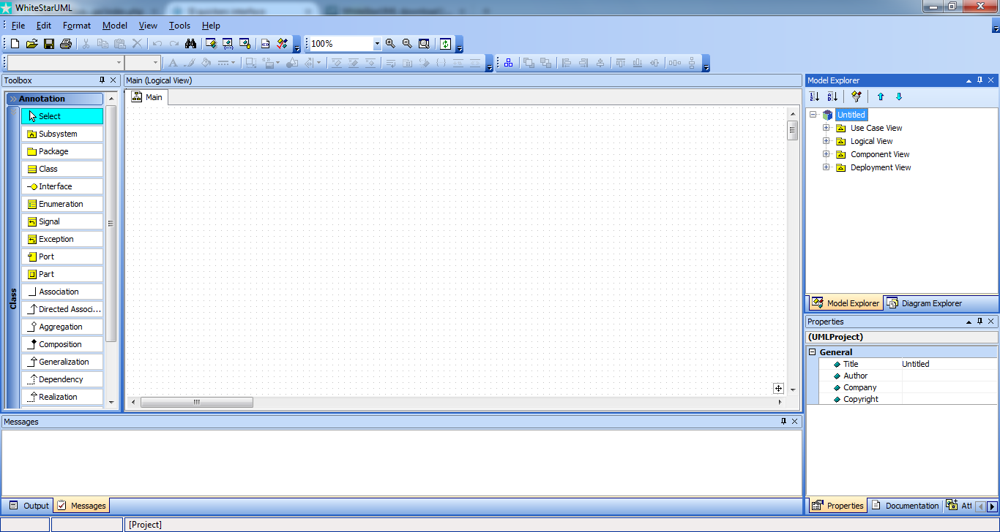 WhiteStarUML
File Edit Format Model View Tools Help
100%
Toolbox
Main (Logical View)
Model Explorer
Annotation
Main
Select
Subsystem
Package
Class
Interface
Enumeration
Signal
Exception
Port
Part
Association
Directed Associ...
Aggregation
Composition
Generalization
Dependency
Realization
Class
Untitled
Use Case View
Logical View
Component View
Deployment View
Model Explorer Diagram Explorer
Properties
(UMLProject)
General
Title Untitled
Author
Company
Copyright
Messages
Output Messages
Properties Documentation Att
[Project]